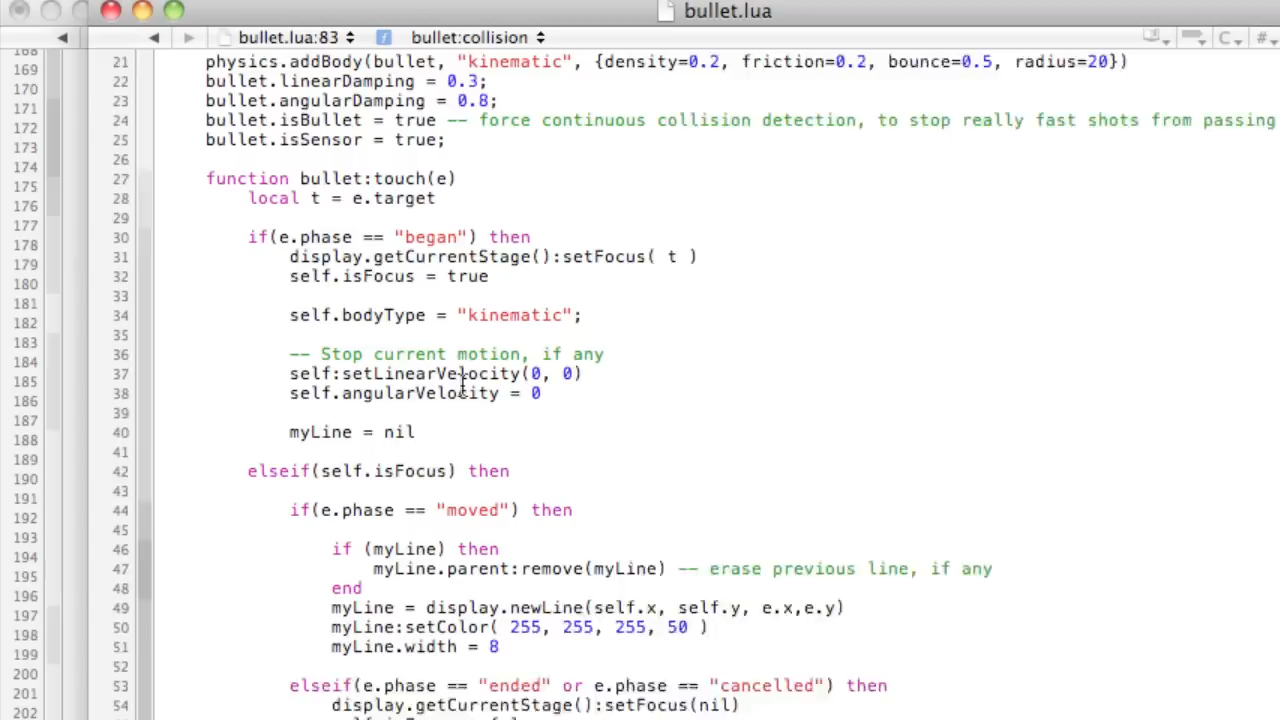 bullet.lua
bullet.lua:83 f bullet:collision C #
168
169
170
171
172
173
174
175
176
177
178
179
180
181
182
183
184
185
186
187
188
189
190
191
192
193
194
195
196
197
198
199
200
201
202
21 physics.addBody(bullet, "kinematic", {density=0.2, friction=0.2, bounce=0.5, radius=20})
22 bullet.linearDamping = 0.3;
23 bullet.angularDamping = 0.8;
24 bullet.isBullet = true -- force continuous collision detection, to stop really fast shots from passing
25 bullet.isSensor = true;
26
27 function bullet:touch(e)
28 local t = e.target
29
30 if(e.phase == "began") then
31 display.getCurrentStage():setFocus( t )
32 self.isFocus = true
33
34 self.bodyType = "kinematic";
35
36 -- Stop current motion, if any
37 self:setLinearVelocity(0, 0)
38 self.angularVelocity = 0
39
40 myLine = nil
41
42 elseif(self.isFocus) then
43
44 if(e.phase == "moved") then
45
46 if (myLine) then
47 myLine.parent:remove(myLine) -- erase previous line, if any
48 end
49 myLine = display.newLine(self.x, self.y, e.x,e.y)
50 myLine:setColor( 255, 255, 255, 50 )
51 myLine.width = 8
52
53 elseif(e.phase == "ended" or e.phase == "cancelled") then
54 display.getCurrentStage():setFocus(nil)